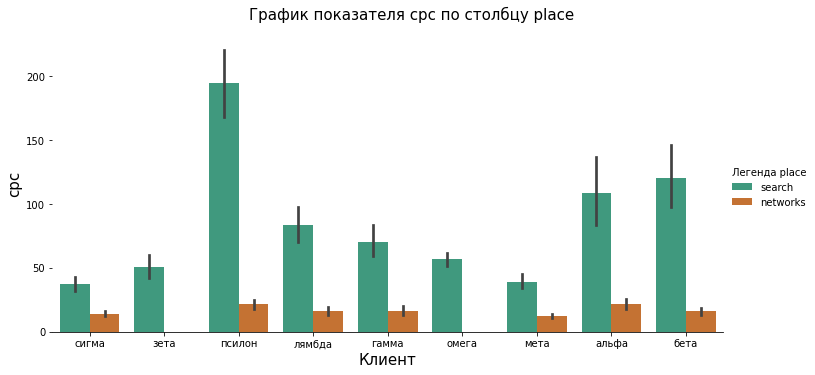 График показателя cpc по столбцу place
200
150
100
50
0
cpc
сигма зета псилон лямбда гамма омега мета альфа бета
Клиент
Легенда place
search
networks